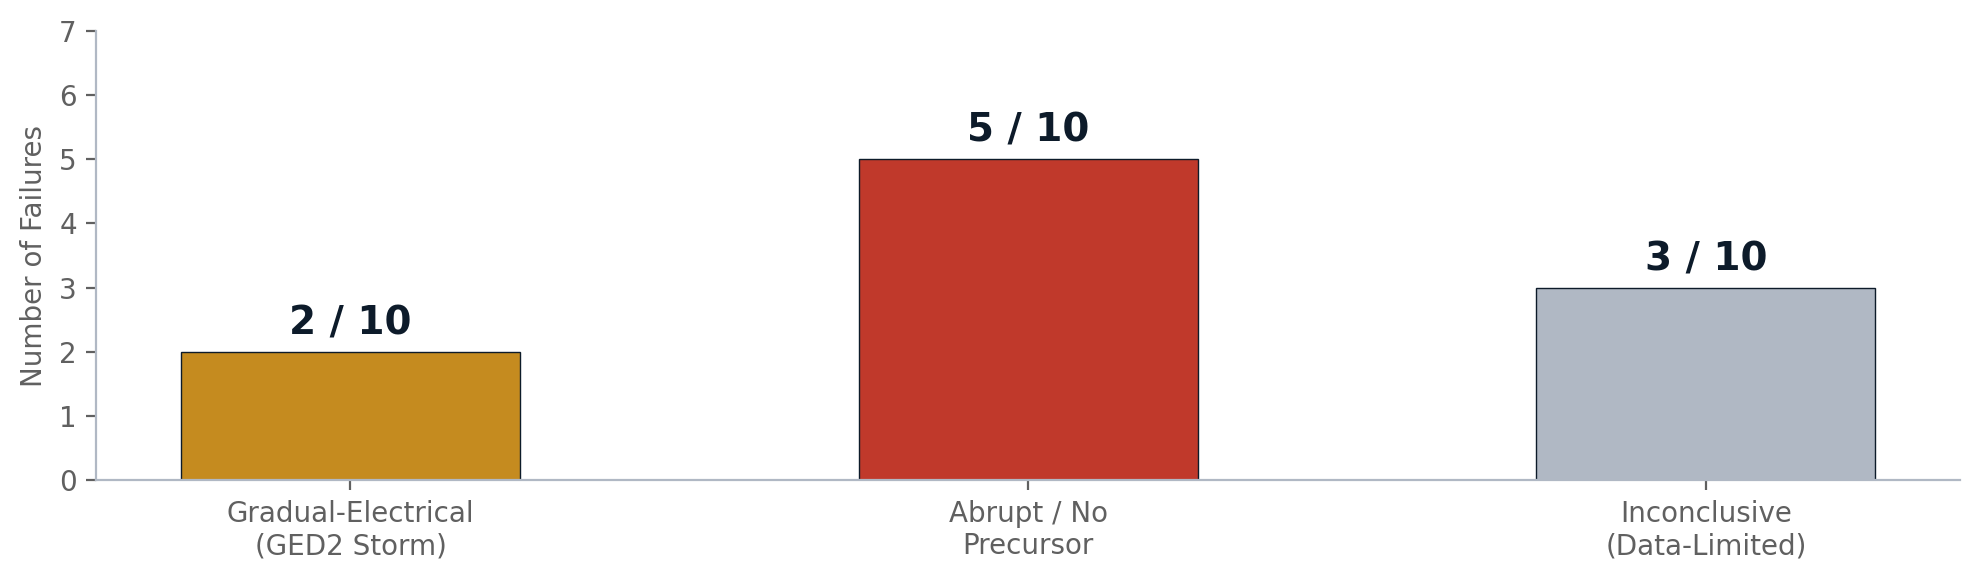 Number of Failures
7
6
5
4
3
2
1
0
2 / 10
5 / 10
3 / 10
Gradual-Electrical
(GED2 Storm)
Abrupt / No
Precursor
Inconclusive
(Data-Limited)